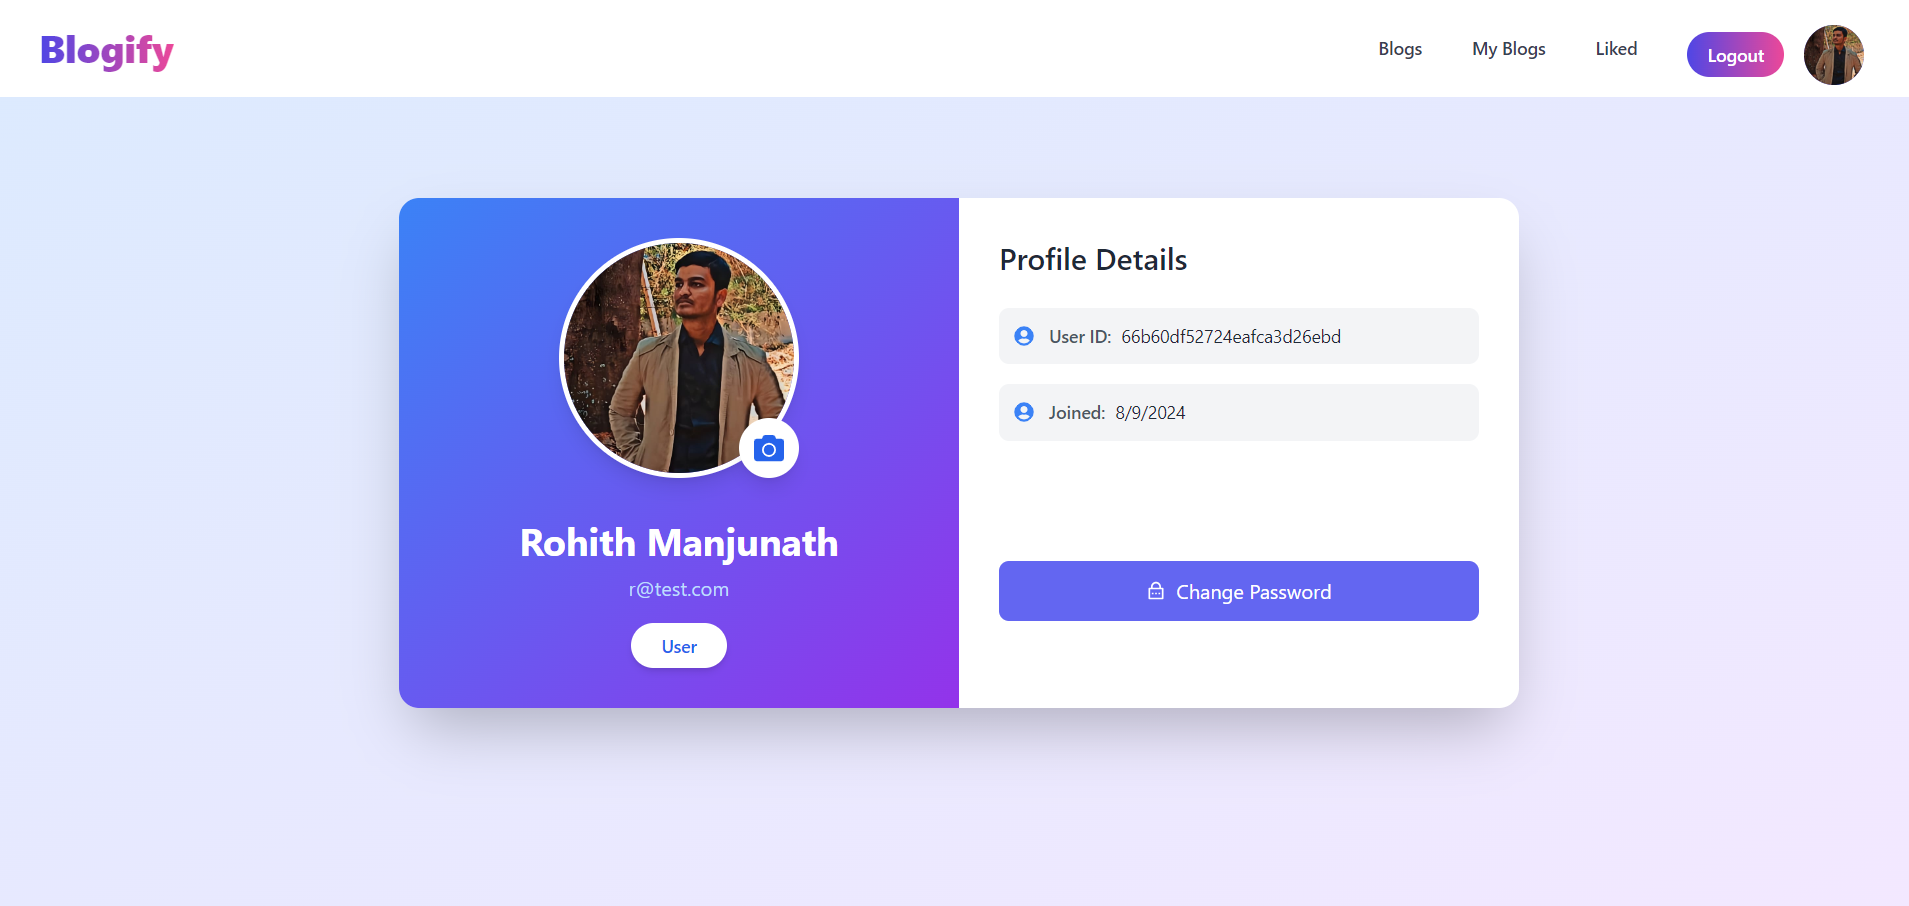 Blogify
Blogs
My Blogs
Liked
Logout
Rohith Manjunath
r@test.com
User
Profile Details
User ID: 66b60df52724eafca3d26ebd
Joined: 8/9/2024
Change Password